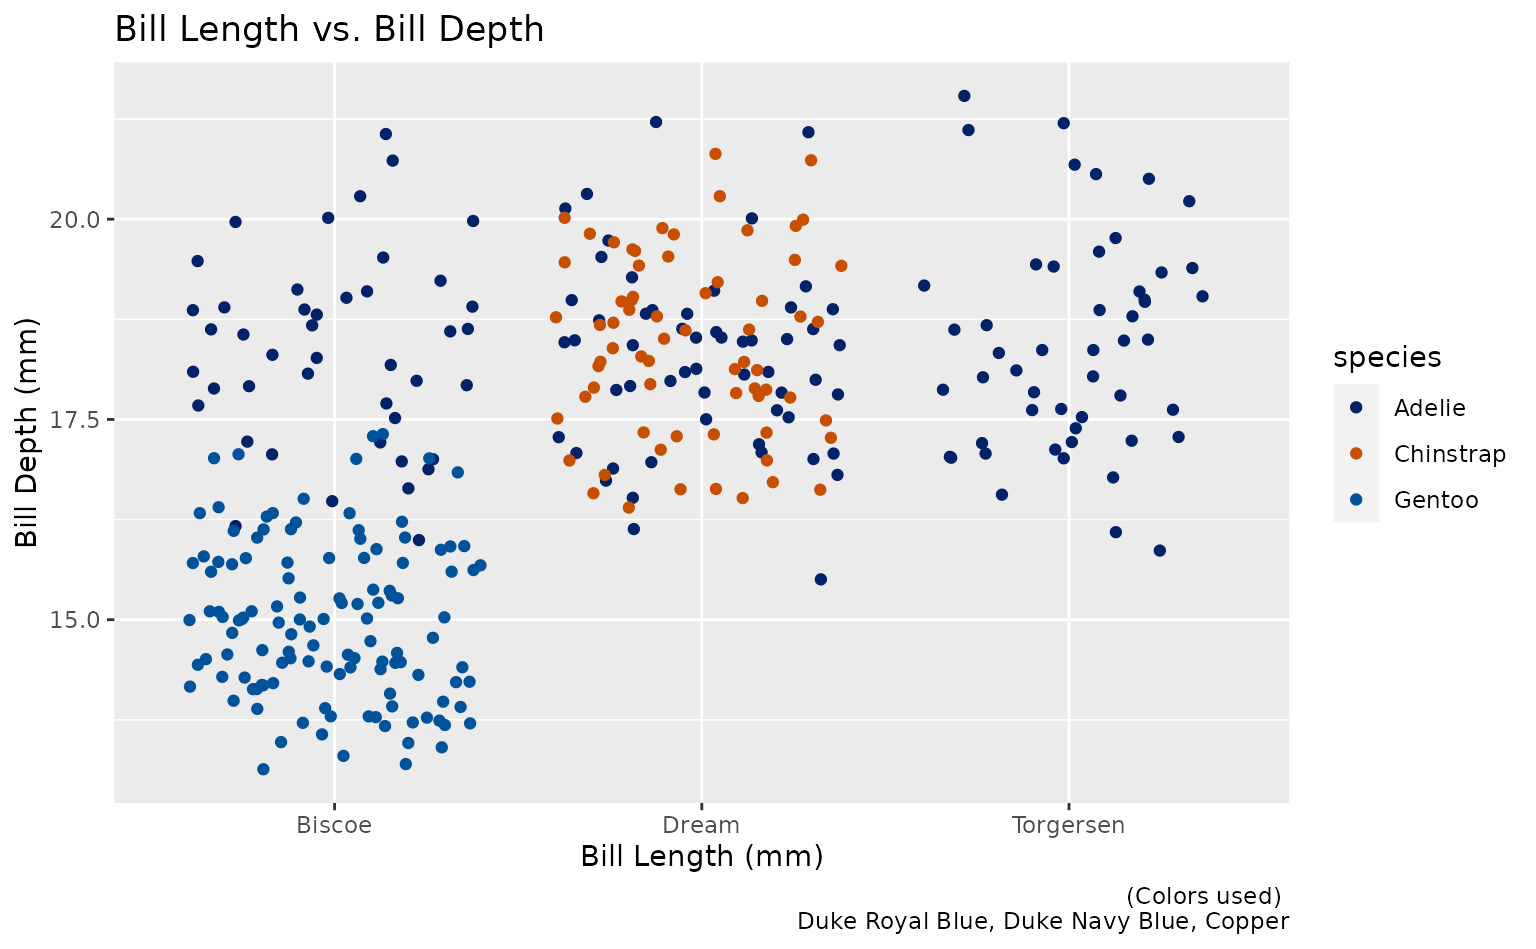 Bill Length vs. Bill Depth
Bill Depth (mm)
20.0
17.5
15.0
Biscoe
Dream
Torgersen
Bill Length (mm)
species
Adelie
Chinstrap
Gentoo
(Colors used)
Duke Royal Blue, Duke Navy Blue, Copper